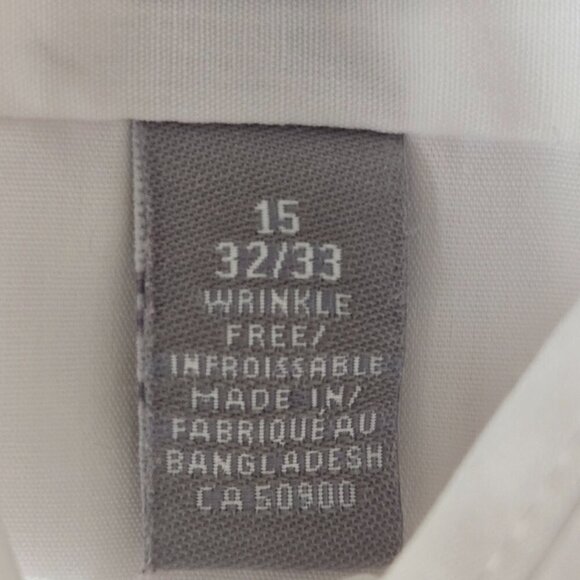 15
32/33
WRINKLE
FREE/
INFROISSABLE
MADE IN/
FABRIQUÉ AU
BANGLADESH
CA 50900